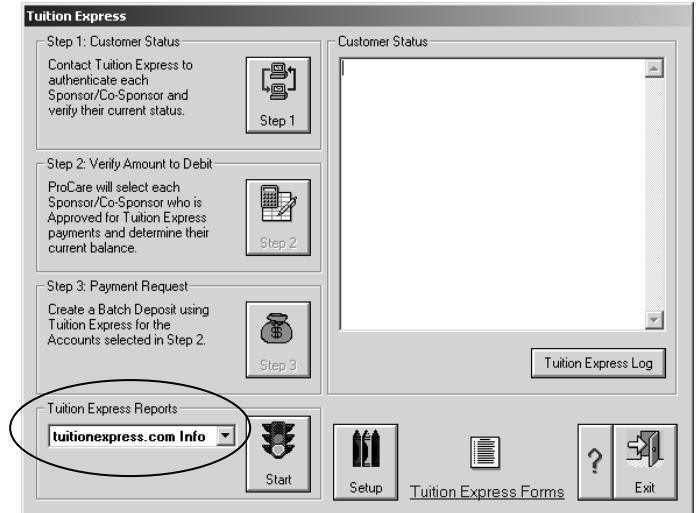 Tuition Express
Step 1: Customer Status
Contact Tuition Express to
authenticate each
Sponsor/Co-Sponsor and
verify their current status.
Step 1
Step 2: Verify Amount to Debit
ProCare will select each
Sponsor/Co-Sponsor who is
Approved for Tuition Express
payments and determine their
current balance.
Step 2
Step 3: Payment Request
Create a Batch Deposit using
Tuition Express for the
Accounts selected in Step 2.
Step 3
Tuition Express Reports
tuitionexpress.com Info
Start
Customer Status
Tuition Express Log
Setup
Tuition Express Forms
?
Exit